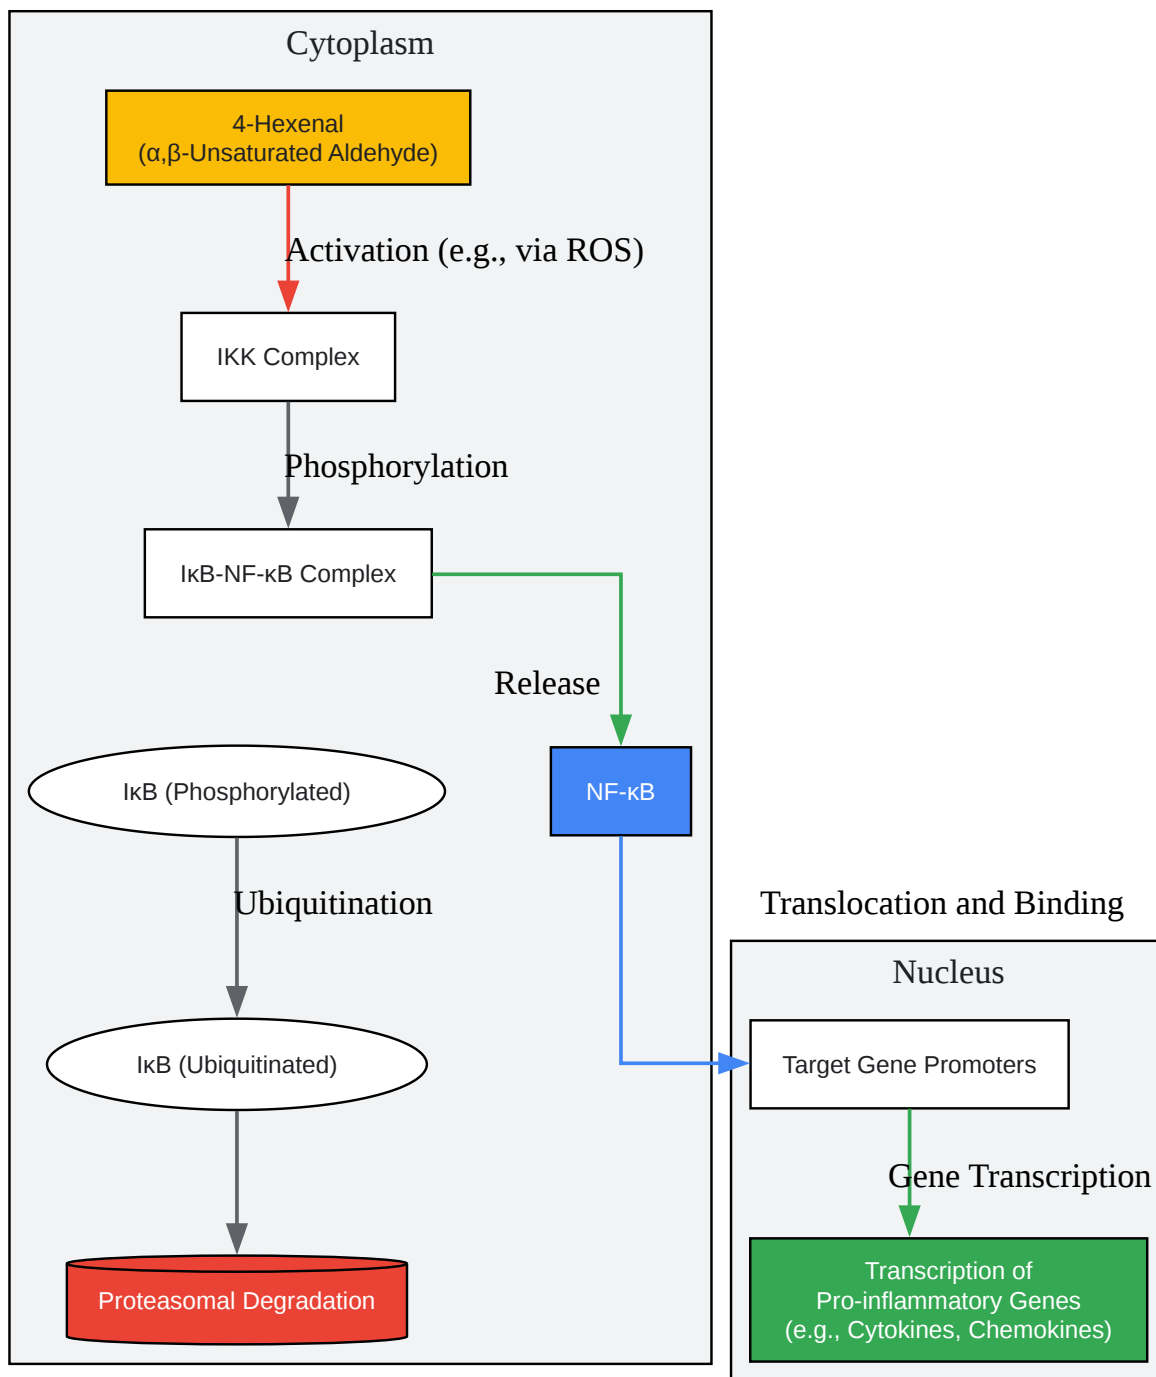 Cytoplasm
4-Hexenal
(α,β-Unsaturated Aldehyde)
Activation (e.g., via ROS)
IKK Complex
Phosphorylation
IκB-NF-κB Complex
Release
IκB (Phosphorylated)
NF-κB
Ubiquitination
Translocation and Binding
Nucleus
IκB (Ubiquitinated)
Target Gene Promoters
Gene Transcription
Proteasomal Degradation
Transcription of
Pro-inflammatory Genes
(e.g., Cytokines, Chemokines)